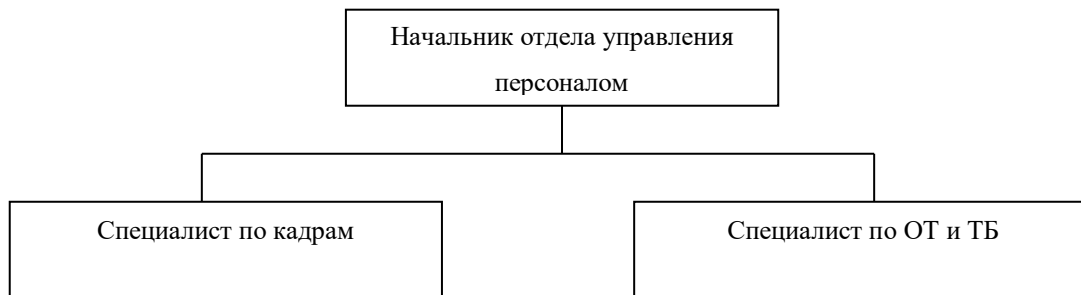 Начальник отдела управления
персоналом
Специалист по кадрам
Специалист по ОТ и ТБ